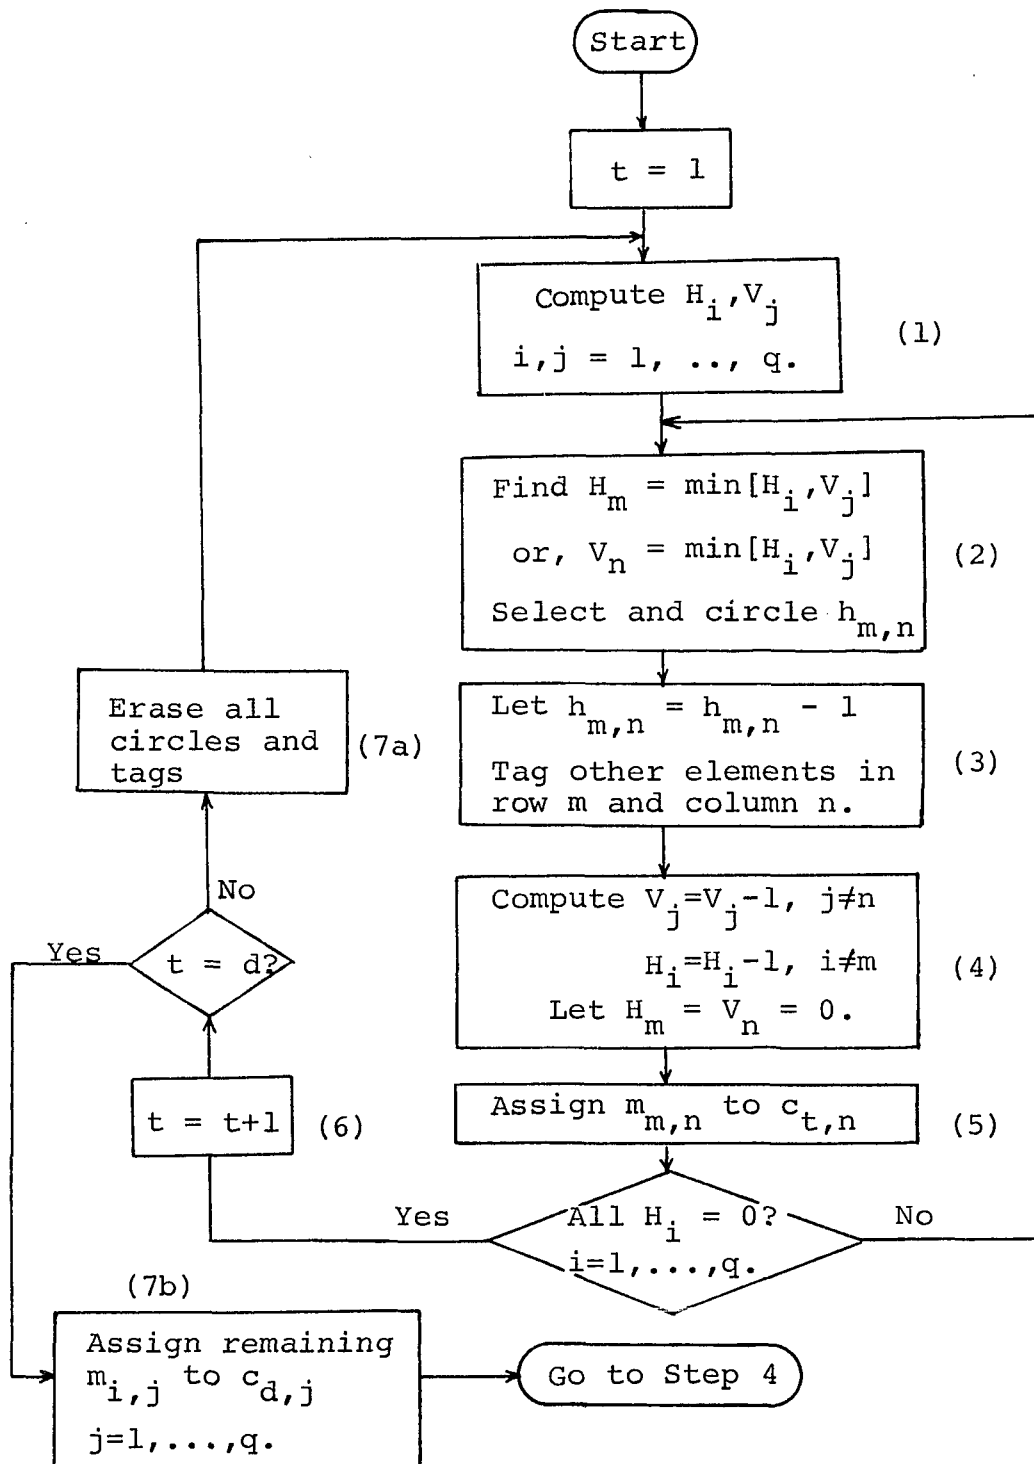 Start
t = 1
Compute H_i,V_j
i,j = 1, .., q.
(1)
Find H_m = min[H_i,V_j]
or, V_n = min[H_i,V_j]
Select and circle h_m,n
(2)
Let h_m,n = h_m,n - 1
Tag other elements in
row m and column n.
(3)
Compute V_j=V_j-1, j≠n
H_i=H_i-1, i≠m
Let H_m = V_n = 0.
(4)
Assign m_m,n to c_t,n
(5)
All H_i = 0?
i=1,...,q.
Yes
No
t = t+1
(6)
t = d?
No
Yes
Erase all
circles and
tags
(7a)
(7b)
Assign remaining
m_i,j to c_d,j
j=1,...,q.
Go to Step 4